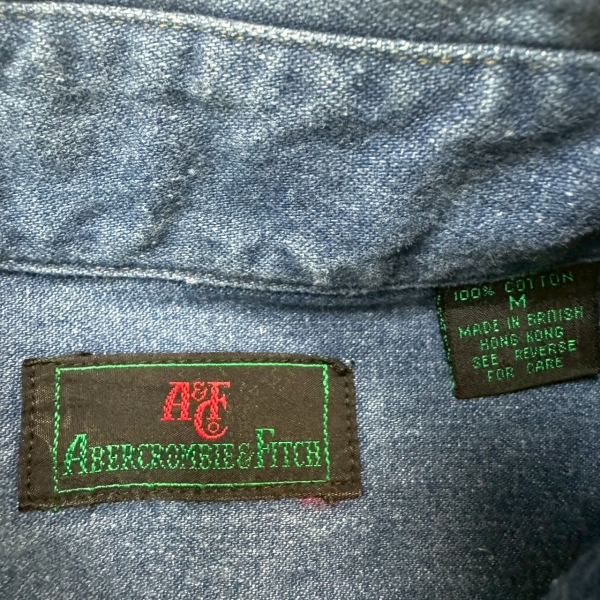 A&F
Co
ABERCROMBIE & FITCH
100% COTTON
M
MADE IN BRITISH
HONG KONG
SEE REVERSE
FOR CARE